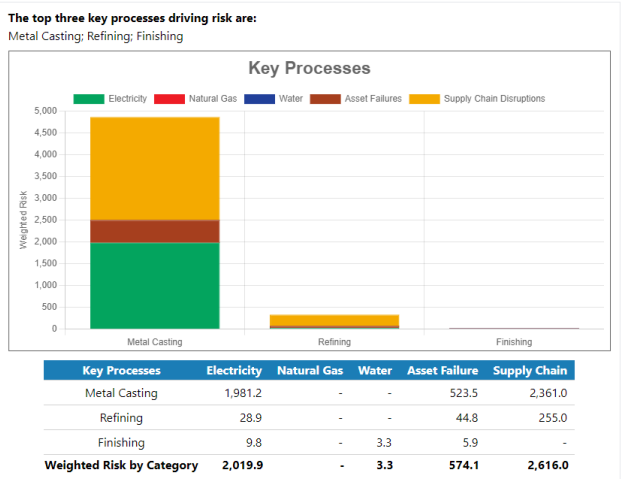 The top three key processes driving risk are:
Metal Casting; Refining; Finishing
Key Processes
Electricity Natural Gas Water Asset Failures Supply Chain Disruptions
Weighted Risk
5,000
4,500
4,000
3,500
3,000
2,500
2,000
1,500
1,000
500
0
Metal Casting Refining Finishing
Key Processes Electricity Natural Gas Water Asset Failure Supply Chain
Metal Casting 1,981.2 - - 523.5 2,361.0
Refining 28.9 - - 44.8 255.0
Finishing 9.8 - 3.3 5.9 -
Weighted Risk by Category 2,019.9 - 3.3 574.1 2,616.0